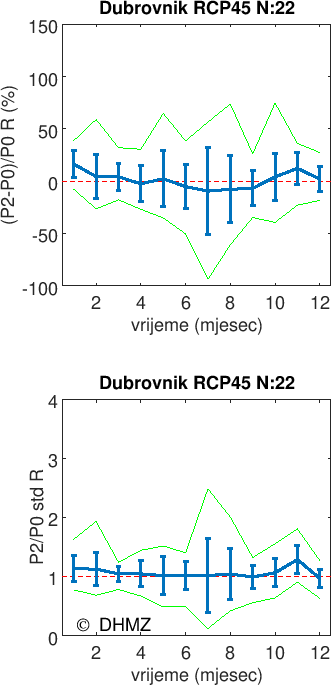 Dubrovnik RCP45 N:22
(P2-P0)/P0 R (%)
150
100
50
0
-50
-100
2 4 6 8 10 12
vrijeme (mjesec)
Dubrovnik RCP45 N:22
P2/P0 std R
4
3
2
1
0
© DHMZ
2 4 6 8 10 12
vrijeme (mjesec)